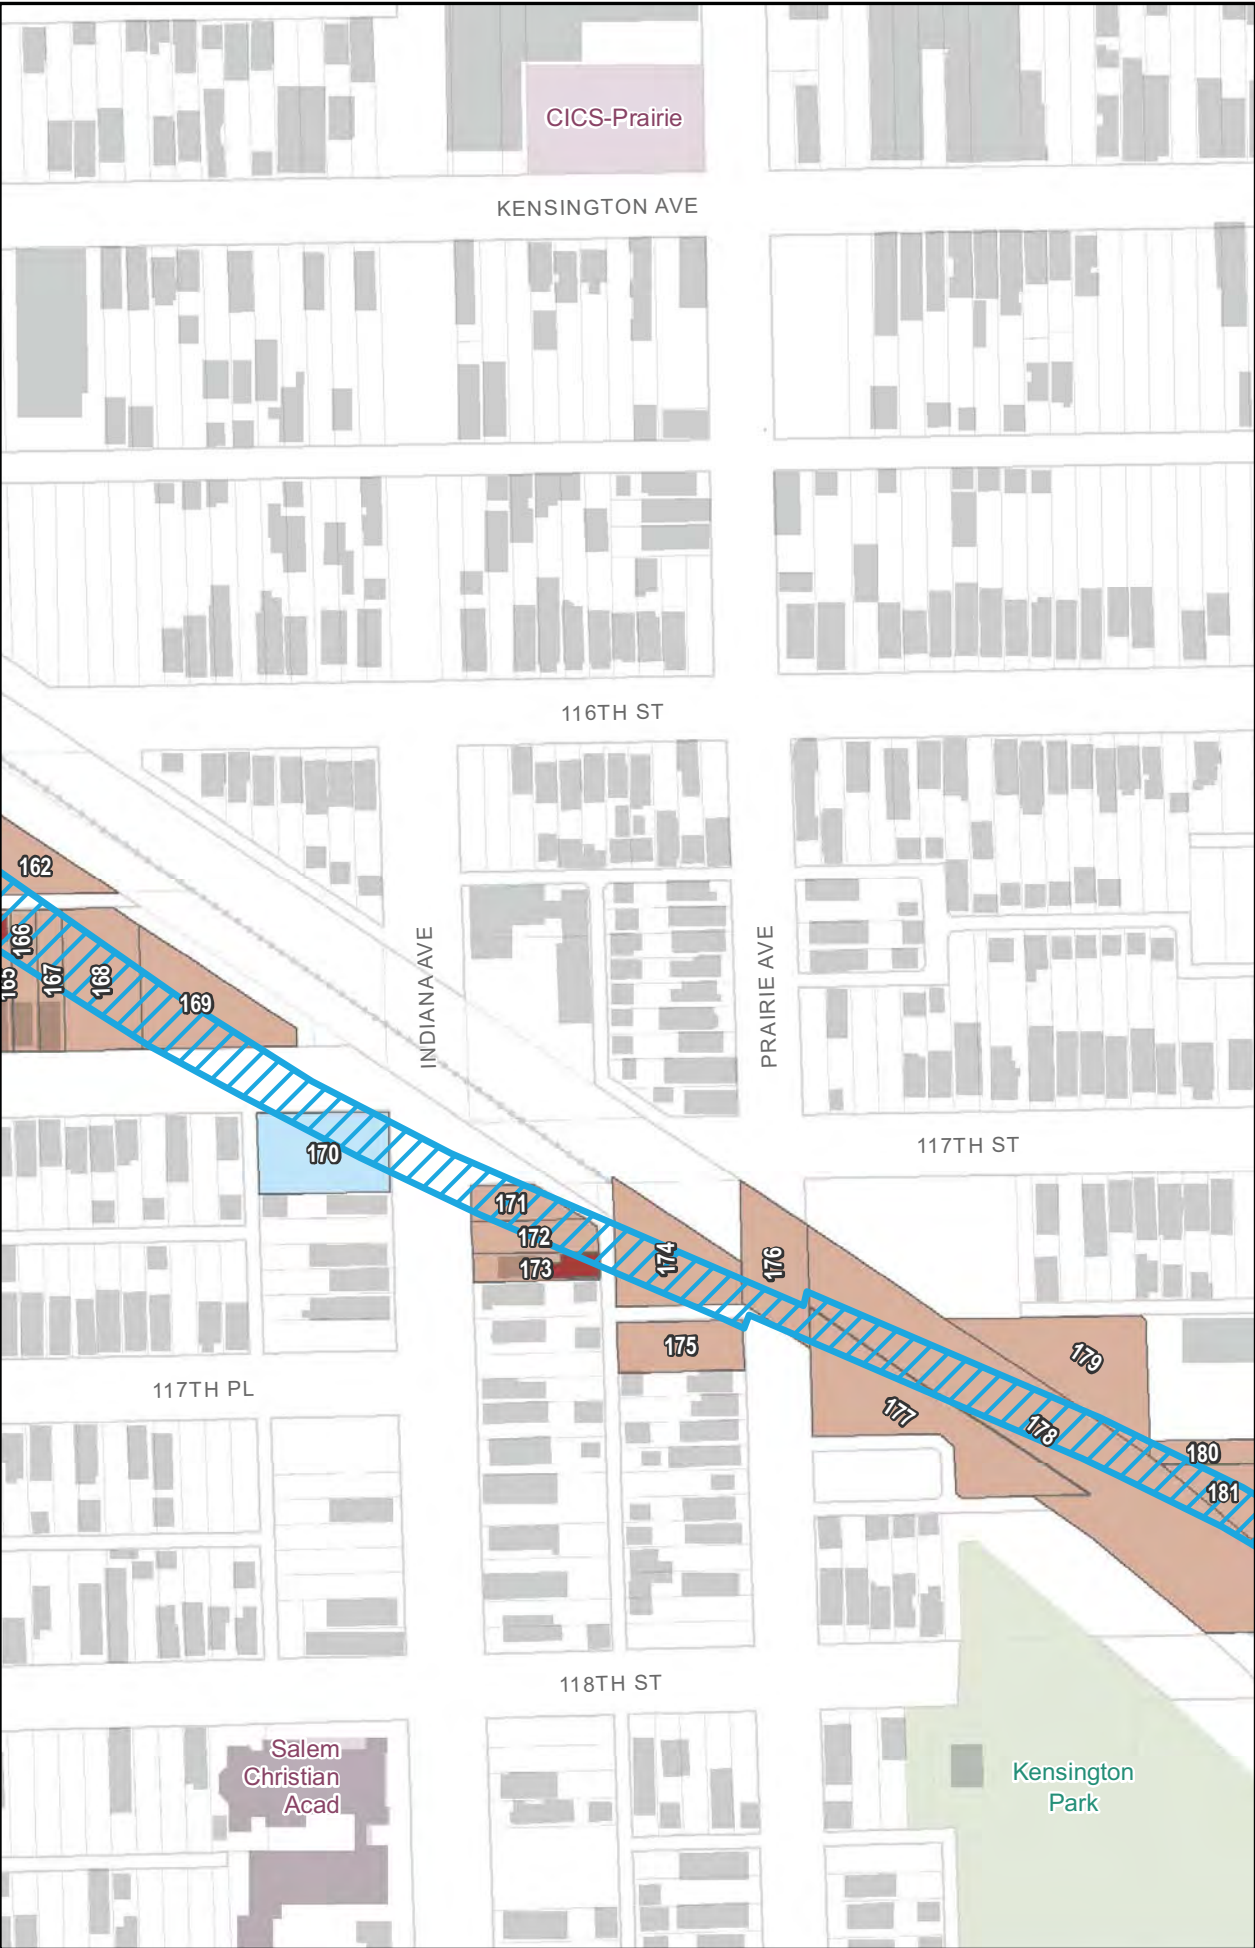 CICS-Prairie
KENSINGTON AVE
116TH ST
162
166
165
167
168
169
INDIANA AVE
PRAIRIE AVE
117TH ST
170
171
172
173
174
176
175
179
177
178
180
181
117TH PL
118TH ST
Salem
Christian
Acad
Kensington
Park